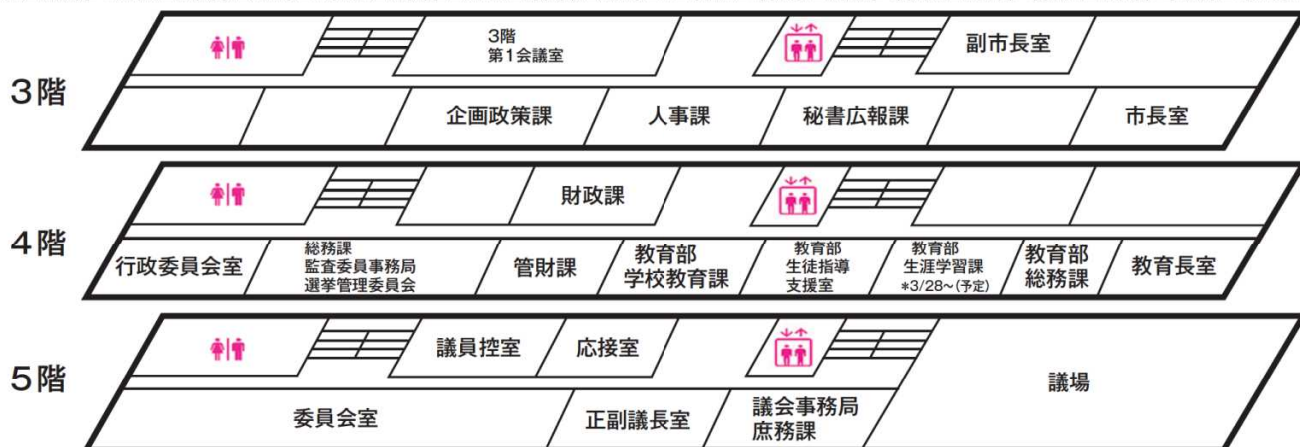 3階
3階
第1会議室
副市長室
企画政策課
人事課
秘書広報課
市長室
4階
財政課
行政委員会室
総務課
監査委員事務局
選挙管理委員会
管財課
教育部
学校教育課
教育部
生徒指導
支援室
教育部
生涯学習課
*3/28~(予定)
教育部
総務課
教育長室
5階
議員控室
応接室
議場
委員会室
正副議長室
議会事務局
庶務課